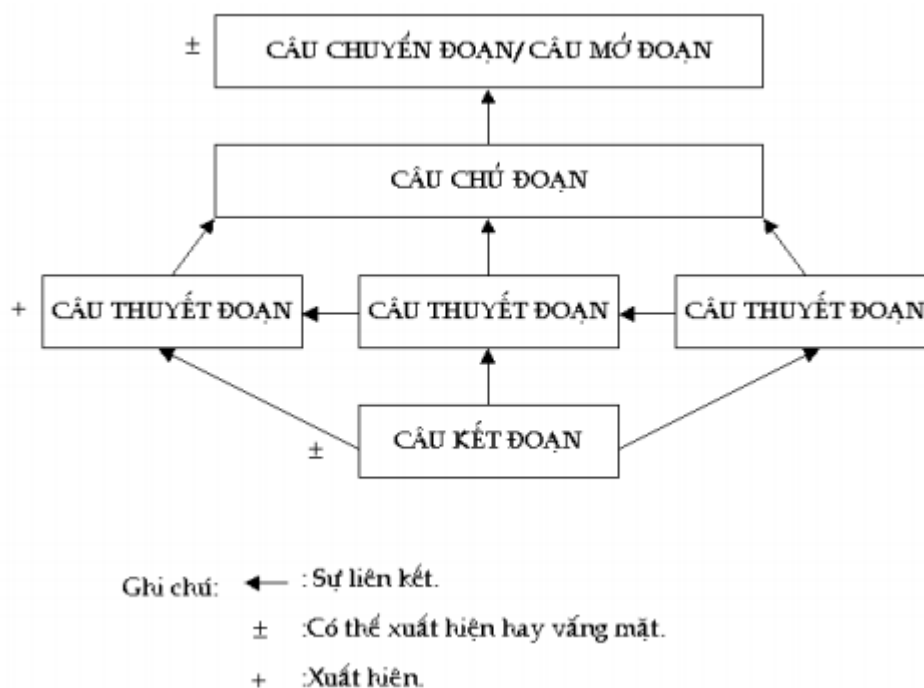 ± CÂU CHUYỂN ĐOẠN/ CÂU MỞ ĐOẠN
CÂU CHỦ ĐOẠN
+ CÂU THUYẾT ĐOẠN CÂU THUYẾT ĐOẠN CÂU THUYẾT ĐOẠN
± CÂU KẾT ĐOẠN
Ghi chú: :Sự liên kết.
± :Có thể xuất hiện hay vắng mặt.
+ :Xuất hiện.